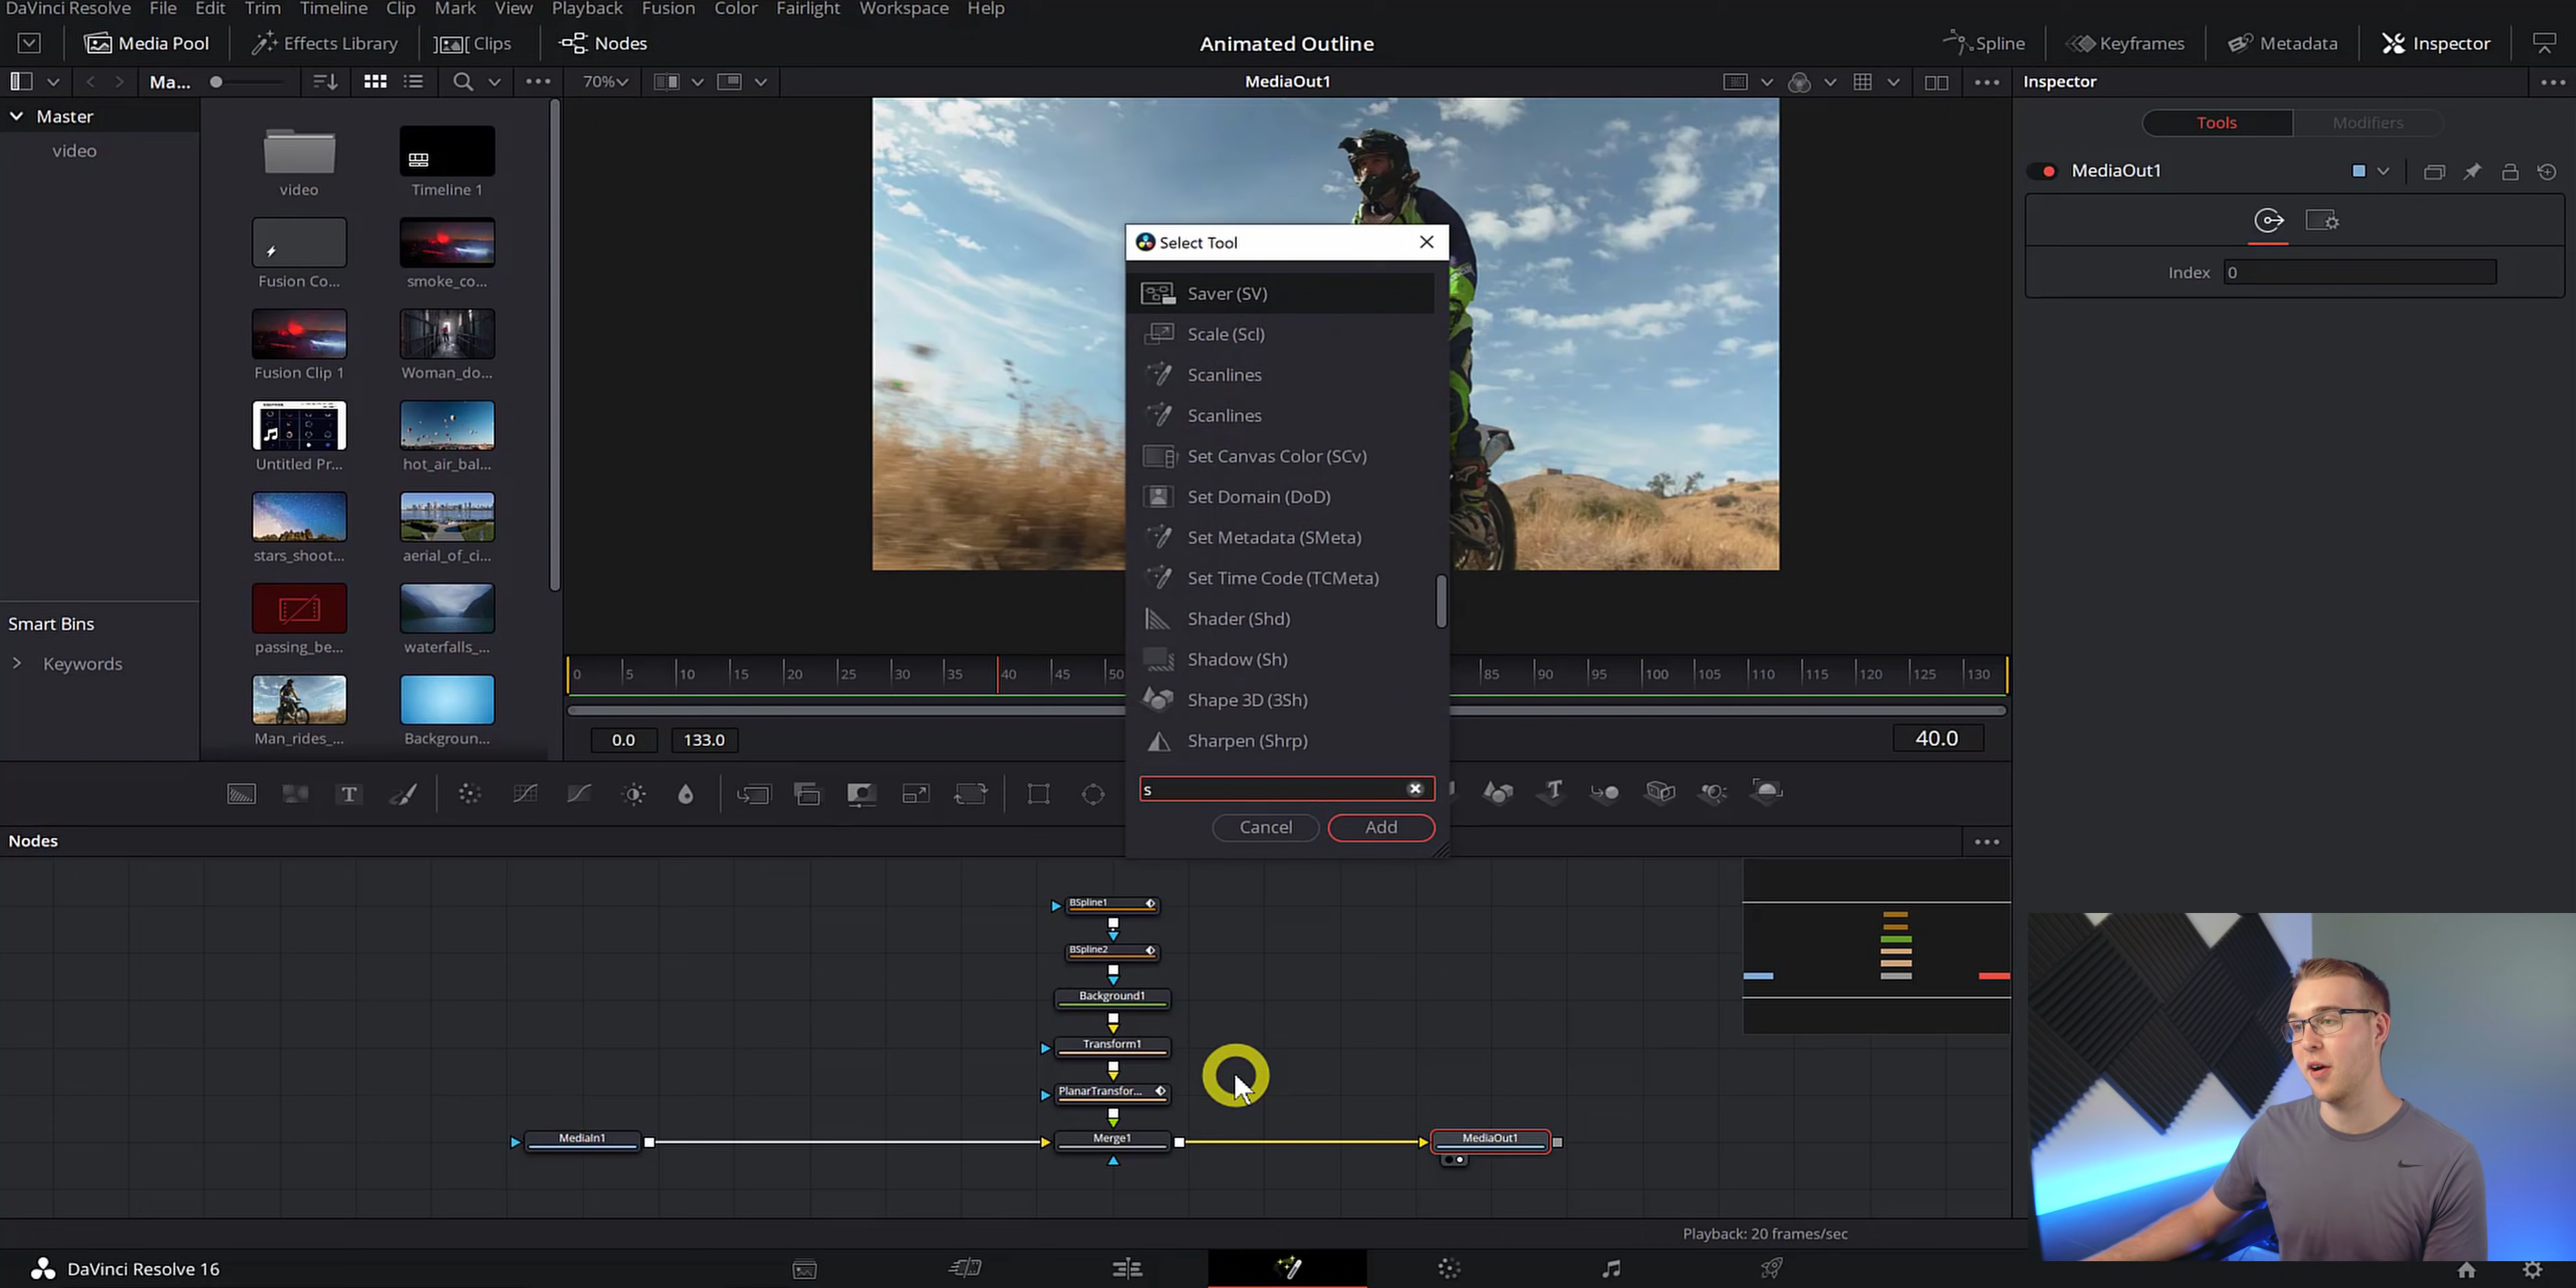 DaVinci Resolve File Edit Trim Timeline Clip Mark View Playback Fusion Color Fairlight Workspace Help
Media Pool Effects Library Clips Nodes Animated Outline Spline Keyframes Metadata Inspector
Ma... 70% MediaOut1 Inspector
Master
video
video
Timeline 1
Fusion Co...
smoke_co...
Fusion Clip 1
Woman_do...
Untitled Pr...
hot_air_bal...
stars_shoot...
aerial_of_ci...
passing_be...
waterfalls_...
Man_rides_...
Backgroun...
Smart Bins
Keywords
Tools Modifiers
MediaOut1
Index 0
Select Tool
Saver (SV)
Scale (Scl)
Scanlines
Scanlines
Set Canvas Color (SCv)
Set Domain (DoD)
Set Metadata (SMeta)
Set Time Code (TCMeta)
Shader (Shd)
Shadow (Sh)
Shape 3D (3Sh)
Sharpen (Shrp)
s
Cancel Add
0 5 10 15 20 25 30 35 40 45 50 85 90 95 100 105 110 115 120 125 130
0.0 133.0 40.0
Nodes
BSpline1
BSpline2
Background1
Transform1
PlanarTransfor...
MediaIn1 Merge1 MediaOut1
Playback: 20 frames/sec
DaVinci Resolve 16